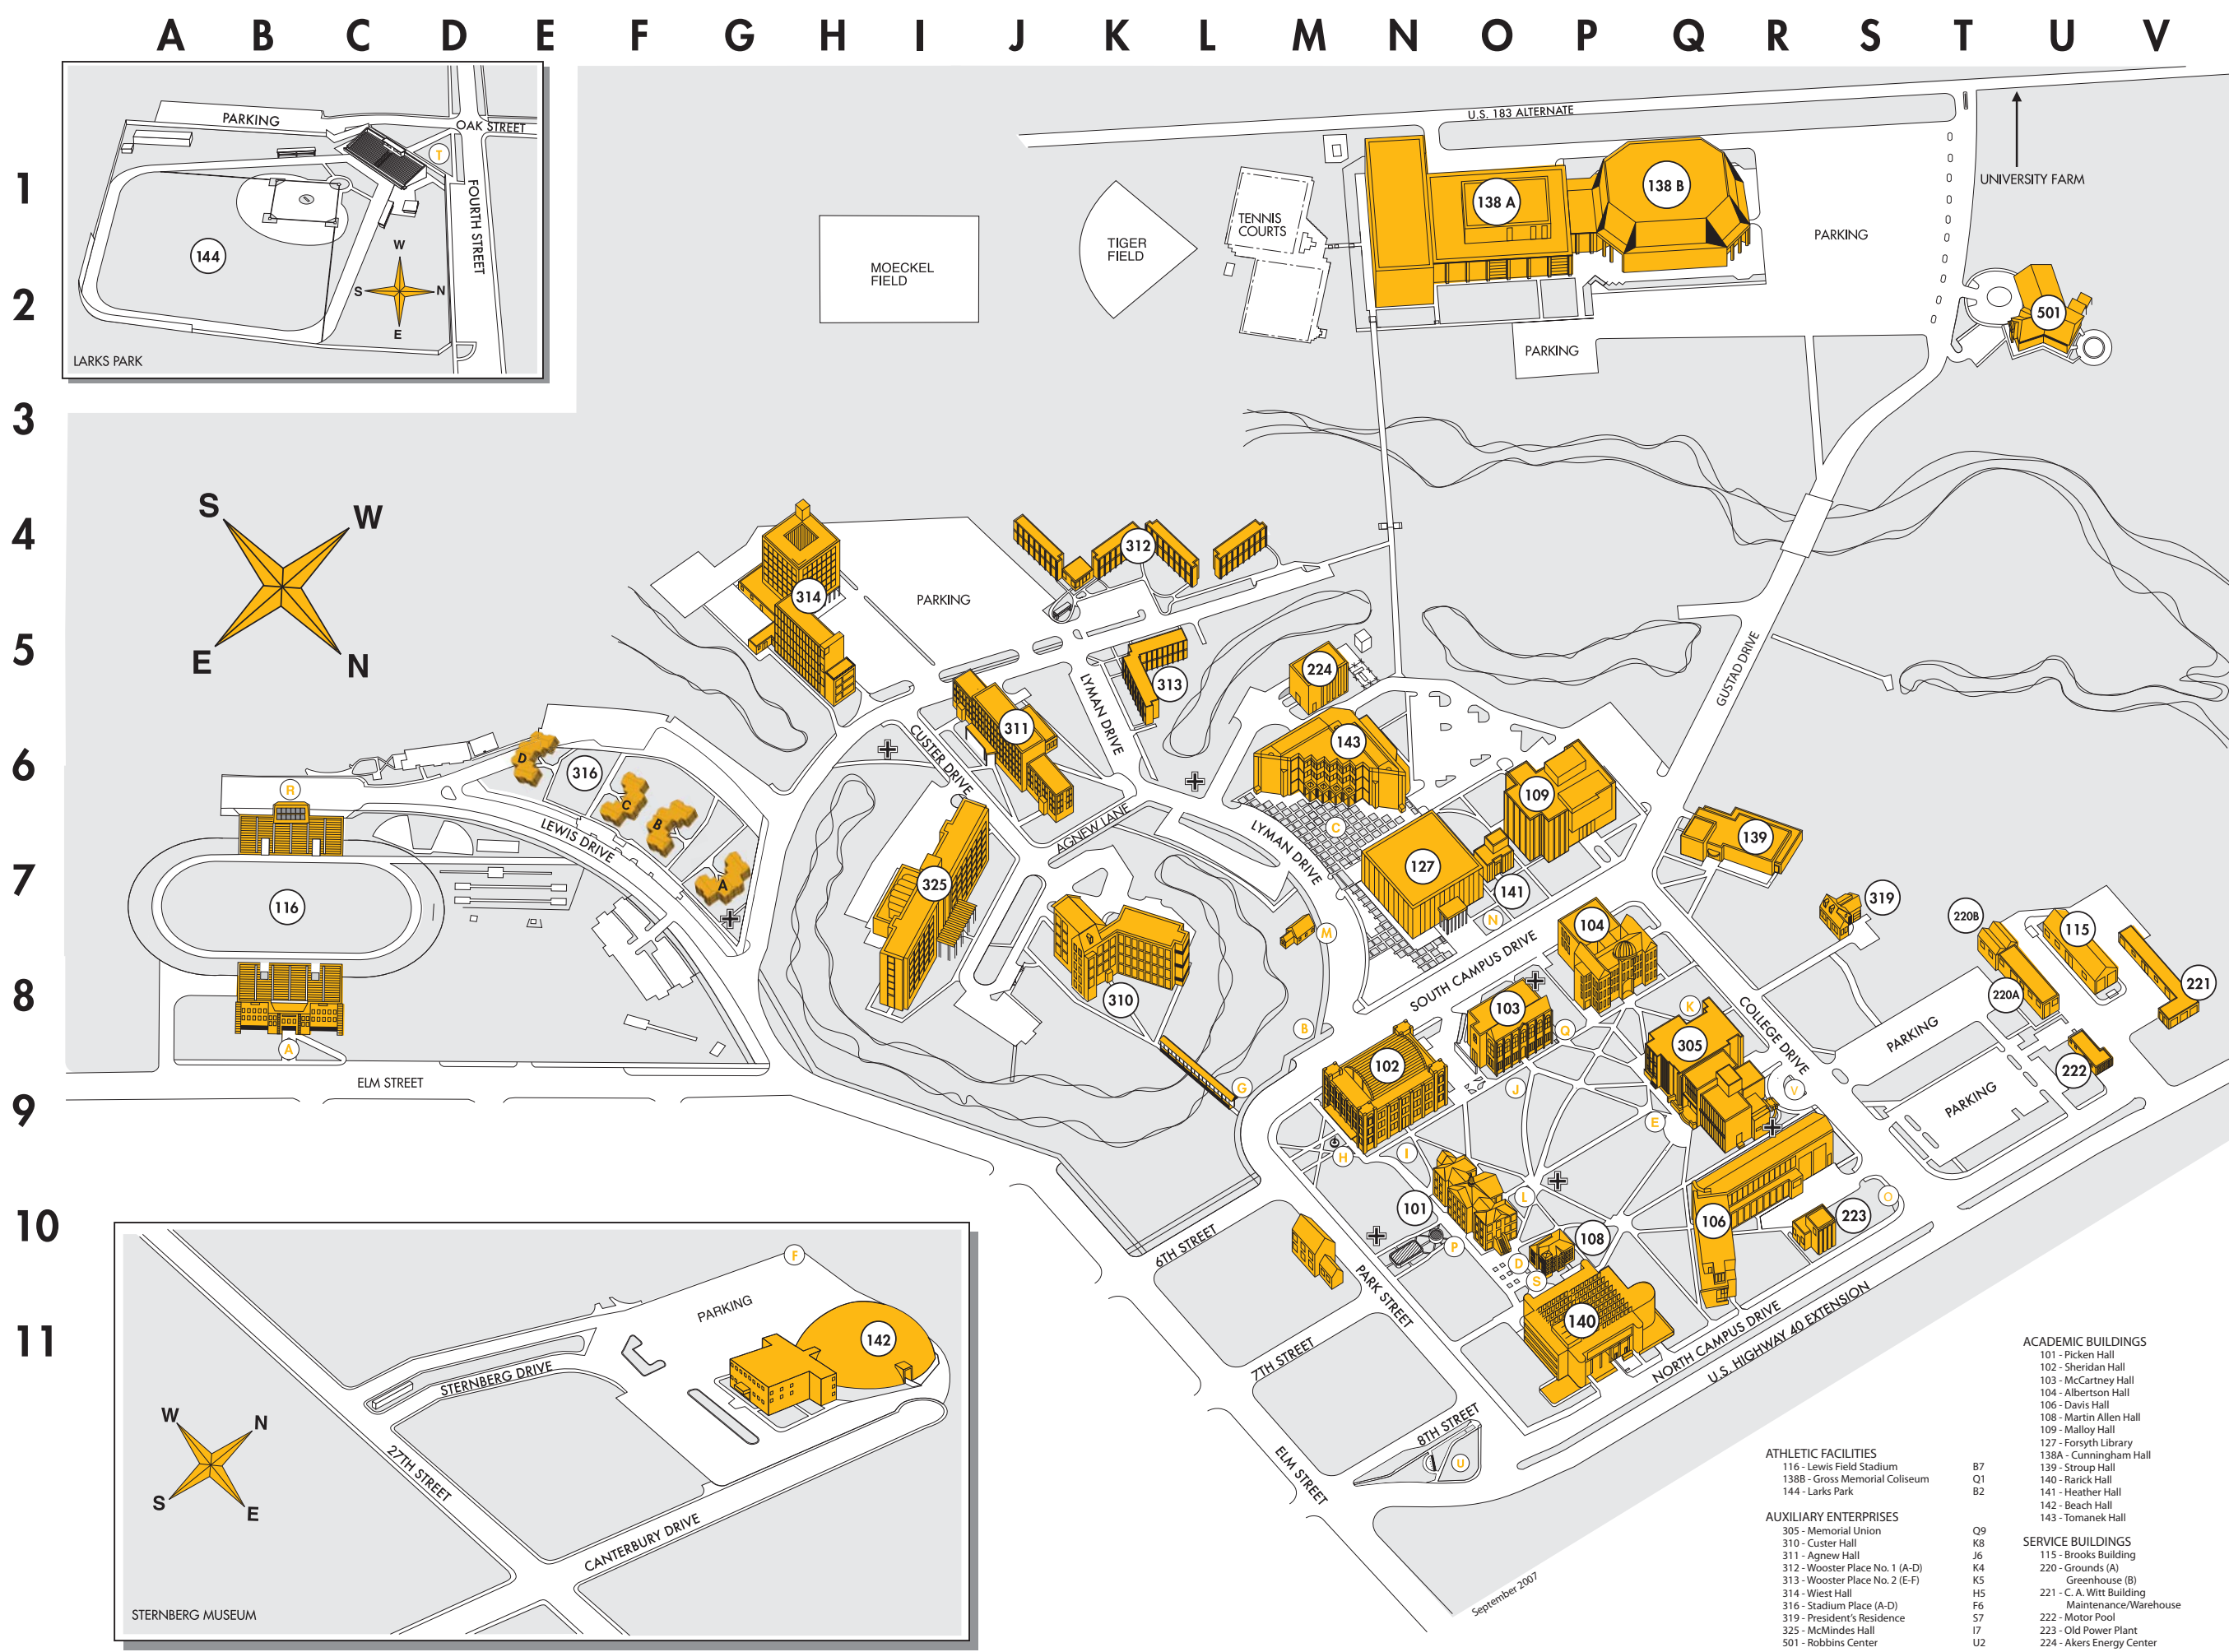 A B C D E F G H I J K L M N O P Q R S T U V
1
2
3
4
5
6
7
8
9
10
11
PARKING
OAK STREET
T
FOURTH STREET
144
W
S
N
E
LARKS PARK
U.S. 183 ALTERNATE
138 A
138 B
UNIVERSITY FARM
TENNIS
COURTS
TIGER
FIELD
MOECKEL
FIELD
PARKING
PARKING
501
S
W
E
N
314
PARKING
312
313
224
311
143
LYMAN DRIVE
CUSTER DRIVE
GUSTAD DRIVE
D
316
C
B
A
R
LEWIS DRIVE
116
A
ELM STREET
325
AGNEW LANE
LYMAN DRIVE
C
109
139
127
141
N
319
M
104
SOUTH CAMPUS DRIVE
220B
115
220A
221
310
103
Q
K
305
COLLEGE DRIVE
PARKING
222
PARKING
B
102
G
J
V
E
H
I
101
L
P
D
S
108
106
223
O
140
6TH STREET
PARK STREET
7TH STREET
8TH STREET
U
ELM STREET
NORTH CAMPUS DRIVE
U.S. HIGHWAY 40 EXTENSION
F
PARKING
142
STERNBERG DRIVE
27TH STREET
CANTERBURY DRIVE
W
N
S
E
STERNBERG MUSEUM
September 2007
ATHLETIC FACILITIES
116 - Lewis Field Stadium B7
138B - Gross Memorial Coliseum Q1
144 - Larks Park B2
AUXILIARY ENTERPRISES
305 - Memorial Union Q9
310 - Custer Hall K8
311 - Agnew Hall J6
312 - Wooster Place No. 1 (A-D) K4
313 - Wooster Place No. 2 (E-F) K5
314 - Wiest Hall H5
316 - Stadium Place (A-D) F6
319 - President's Residence S7
325 - McMindes Hall I7
501 - Robbins Center U2
ACADEMIC BUILDINGS
101 - Picken Hall
102 - Sheridan Hall
103 - McCartney Hall
104 - Albertson Hall
106 - Davis Hall
108 - Martin Allen Hall
109 - Malloy Hall
127 - Forsyth Library
138A - Cunningham Hall
139 - Stroup Hall
140 - Rarick Hall
141 - Heather Hall
142 - Beach Hall
143 - Tomanek Hall
SERVICE BUILDINGS
115 - Brooks Building
220 - Grounds (A)
Greenhouse (B)
221 - C. A. Witt Building
Maintenance/Warehouse
222 - Motor Pool
223 - Old Power Plant
224 - Akers Energy Center